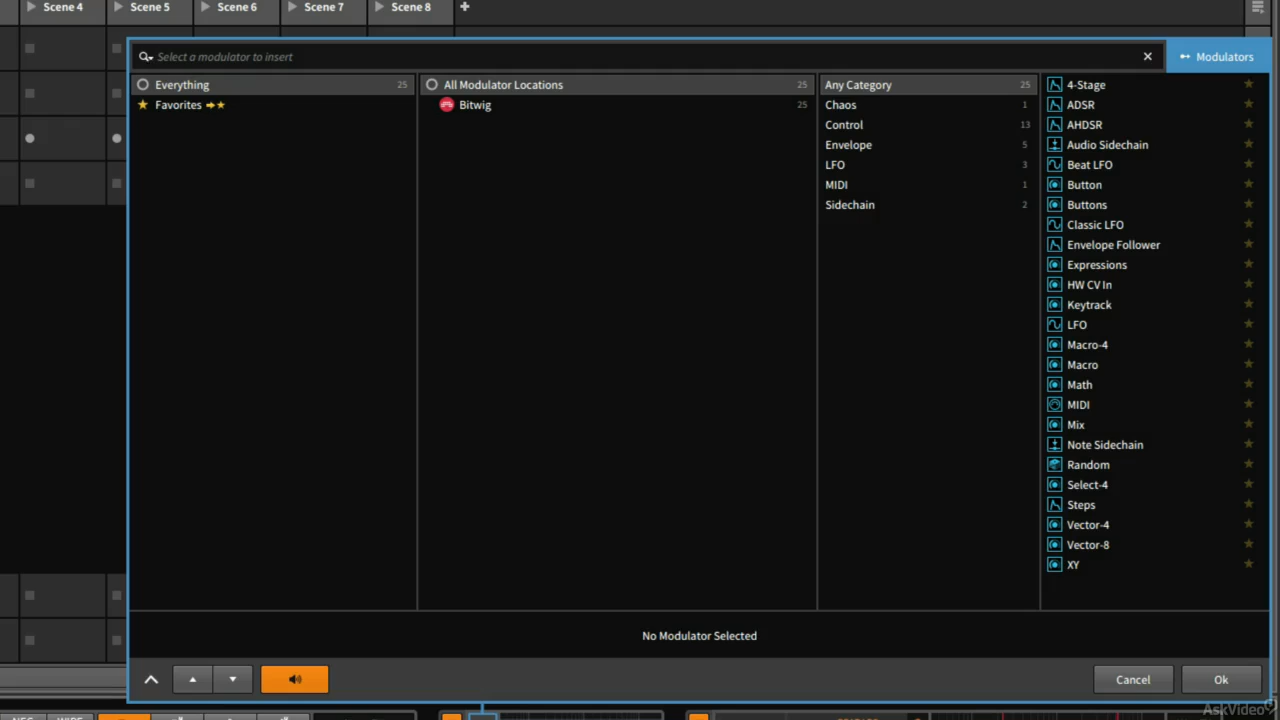 Scene 4 Scene 5 Scene 6 Scene 7 Scene 8
Select a modulator to insert
Modulators
Everything 25
Favorites
All Modulator Locations 25
Bitwig 25
Any Category 25
Chaos 1
Control 13
Envelope 5
LFO 3
MIDI 1
Sidechain 2
4-Stage
ADSR
AHDSR
Audio Sidechain
Beat LFO
Button
Buttons
Classic LFO
Envelope Follower
Expressions
HW CV In
Keytrack
LFO
Macro-4
Macro
Math
MIDI
Mix
Note Sidechain
Random
Select-4
Steps
Vector-4
Vector-8
XY
No Modulator Selected
Cancel
Ok
AskVideo